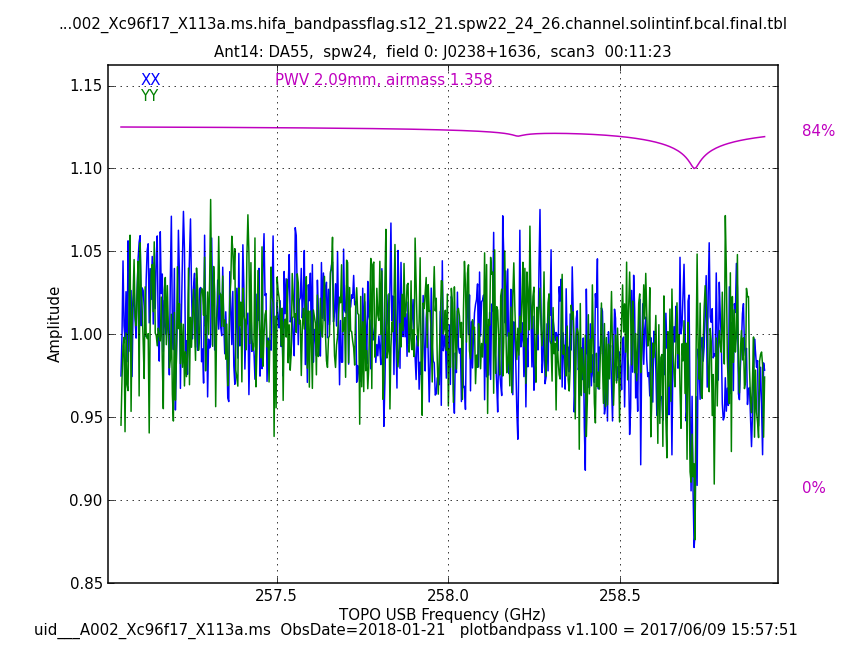 ...002_Xc96f17_X113a.ms.hifa_bandpassflag.s12_21.spw22_24_26.channel.solintinf.bcal.final.tbl
Ant14: DA55,  spw24,  field 0: J0238+1636,  scan3  00:11:23
XX
PWV 2.09mm, airmass 1.358
YY
84%
0%
Amplitude
1.15
1.10
1.05
1.00
0.95
0.90
0.85
257.5
258.0
258.5
TOPO USB Frequency (GHz)
uid___A002_Xc96f17_X113a.ms  ObsDate=2018-01-21   plotbandpass v1.100 = 2017/06/09 15:57:51